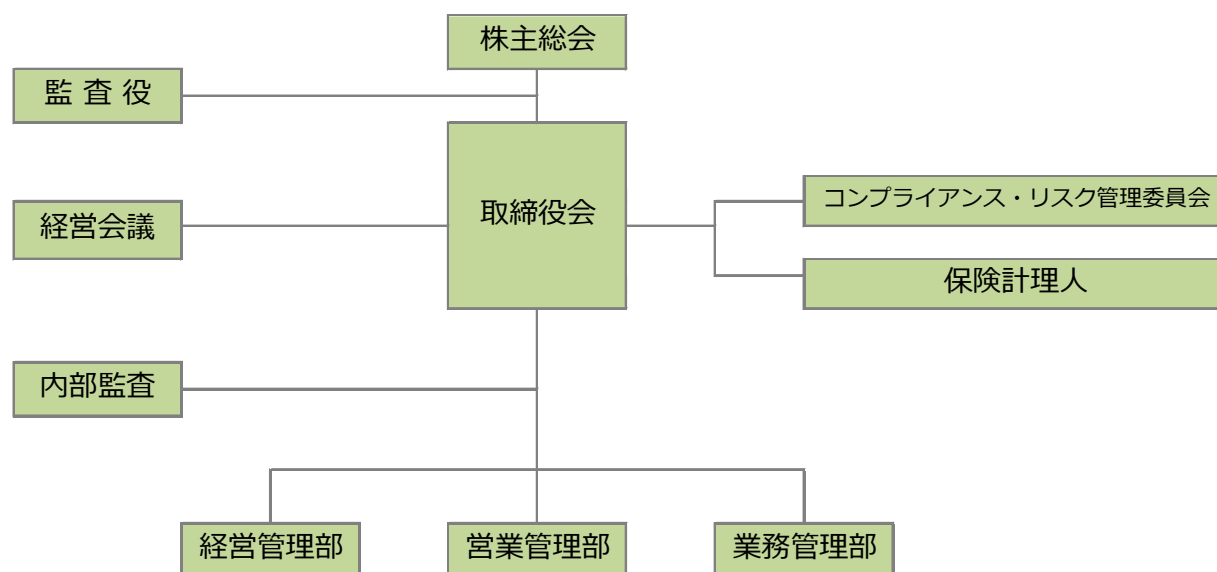 株主総会
監 査 役
取締役会
コンプライアンス・リスク管理委員会
経営会議
保険計理人
内部監査
経営管理部
営業管理部
業務管理部